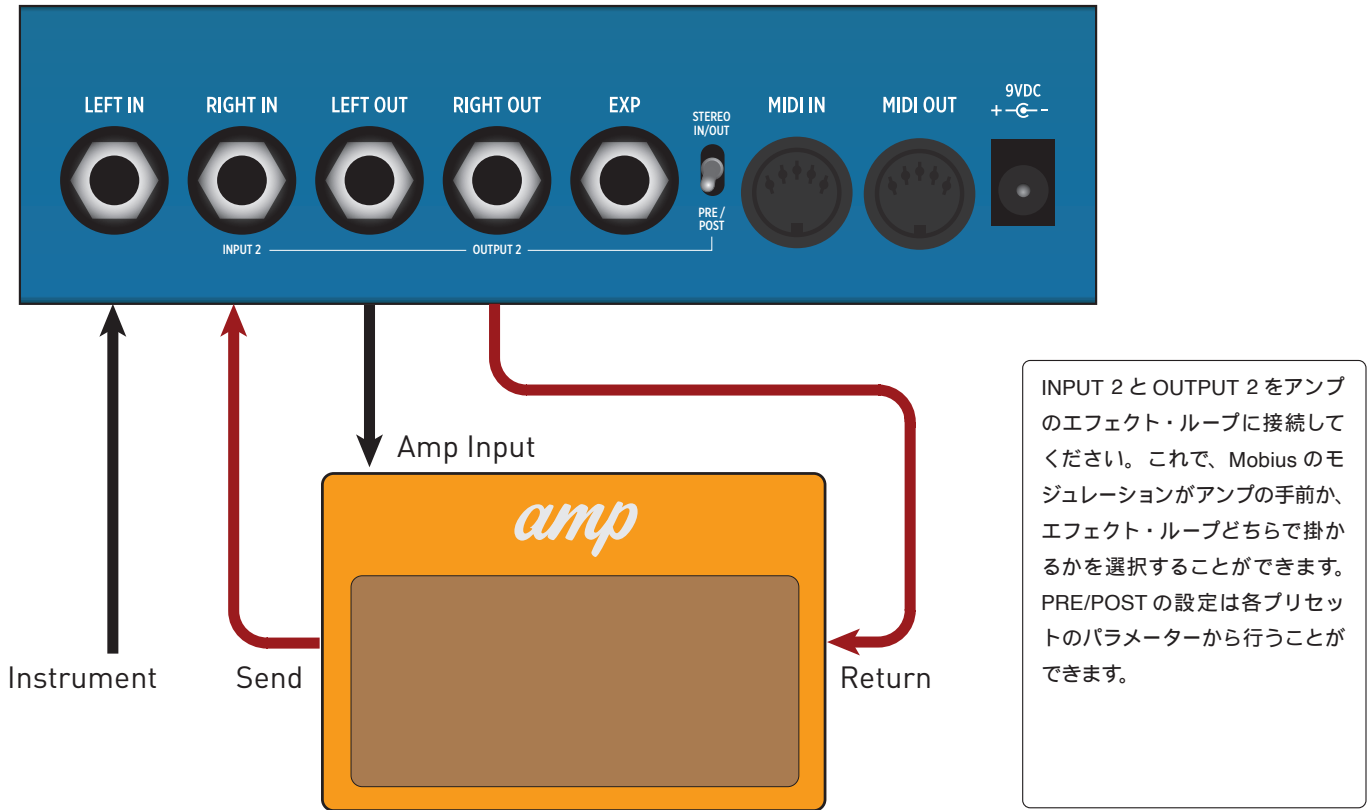 LEFT IN
RIGHT IN
LEFT OUT
RIGHT OUT
EXP
STEREO
IN/OUT
PRE /
POST
MIDI IN
MIDI OUT
9VDC
+ -
INPUT 2
OUTPUT 2
Amp Input
amp
Instrument
Send
Return
INPUT 2 と OUTPUT 2 をアンプ
のエフェクト・ループに接続して
ください。これで、Mobius のモ
ジュレーションがアンプの手前か、
エフェクト・ループどちらで掛か
るかを選択することができます。
PRE/POST の設定は各プリセッ
トのパラメーターから行うことが
できます。